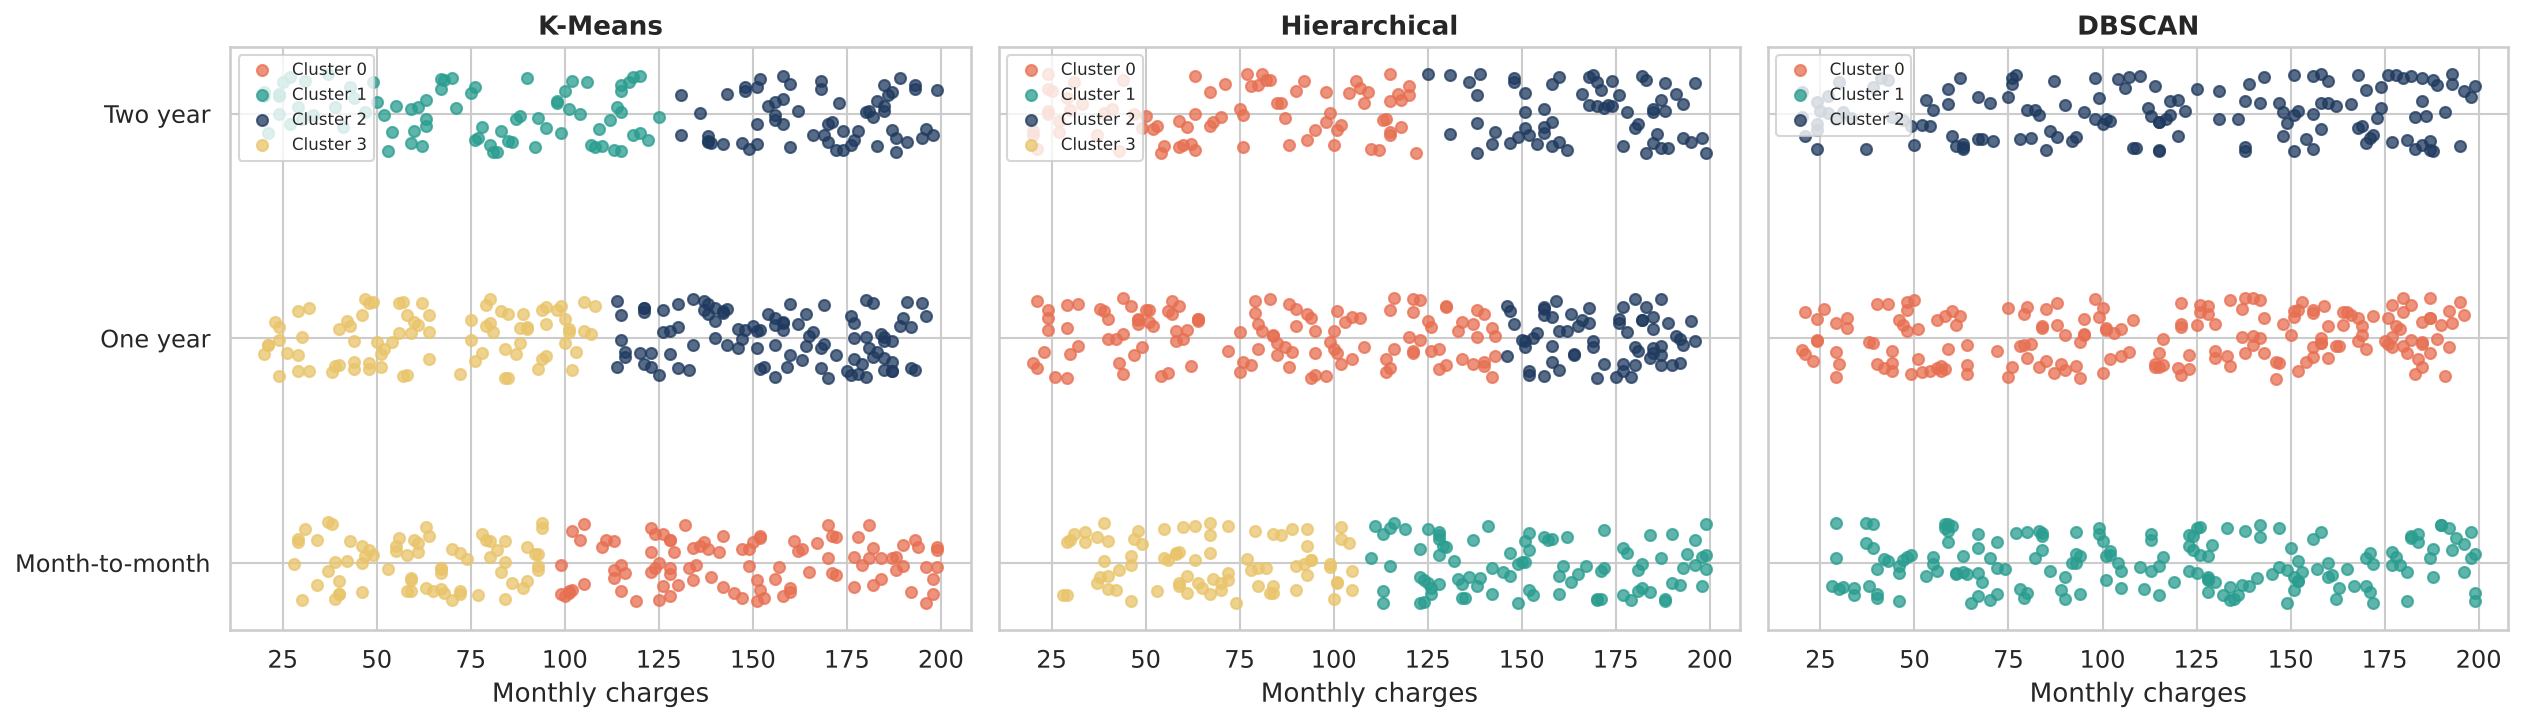 K-Means
Hierarchical
DBSCAN
Cluster 0
Cluster 1
Cluster 2
Cluster 3
Cluster 0
Cluster 1
Cluster 2
Cluster 3
Cluster 0
Cluster 1
Cluster 2
Two year
One year
Month-to-month
25 50 75 100 125 150 175 200
25 50 75 100 125 150 175 200
25 50 75 100 125 150 175 200
Monthly charges
Monthly charges
Monthly charges